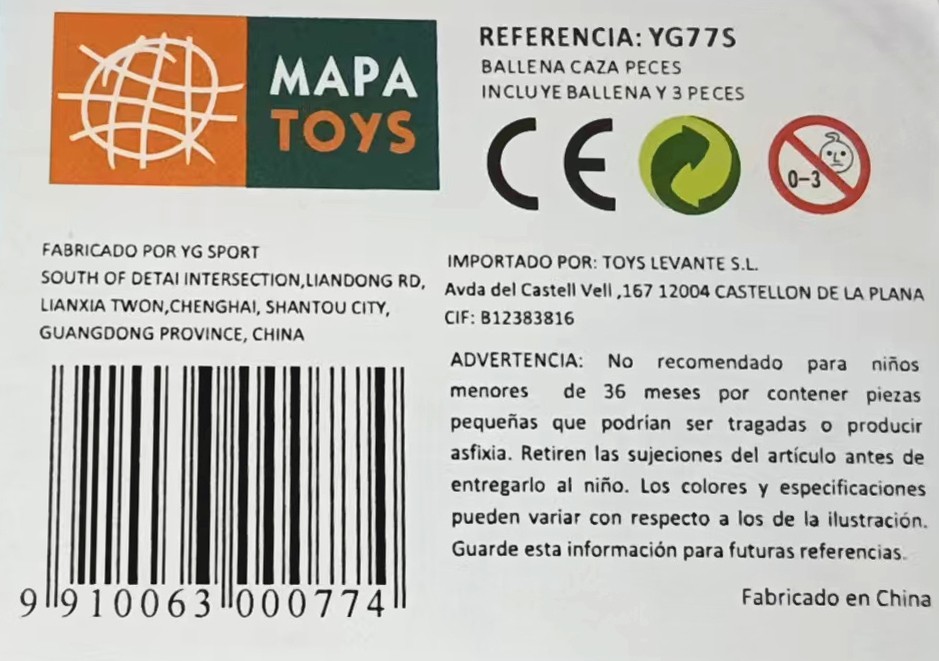 MAPA
TOYS
REFERENCIA: YG77S
BALLENA CAZA PECES
INCLUYE BALLENA Y 3 PECES
CE
0-3
FABRICADO POR YG SPORT
SOUTH OF DETAI INTERSECTION,LIANDONG RD,
LIANXIA TWON,CHENGHAI, SHANTOU CITY,
GUANGDONG PROVINCE, CHINA
IMPORTADO POR: TOYS LEVANTE S.L.
Avda del Castell Vell ,167 12004 CASTELLON DE LA PLANA
CIF: B12383816
ADVERTENCIA: No recomendado para niños
menores de 36 meses por contener piezas
pequeñas que podrían ser tragadas o producir
asfixia. Retiren las sujeciones del artículo antes de
entregarlo al niño. Los colores y especificaciones
pueden variar con respecto a los de la ilustración.
Guarde esta información para futuras referencias.
Fabricado en China
9 910063 000774